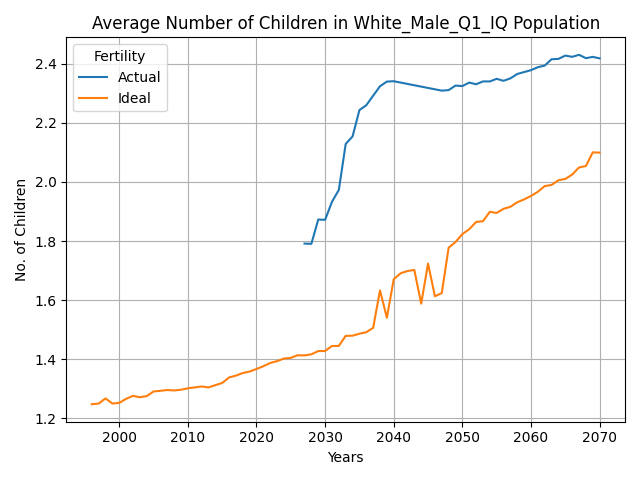 Average Number of Children in White_Male_Q1_IQ Population
Fertility
Actual
Ideal
No. of Children
2.4
2.2
2.0
1.8
1.6
1.4
1.2
2000 2010 2020 2030 2040 2050 2060 2070
Years